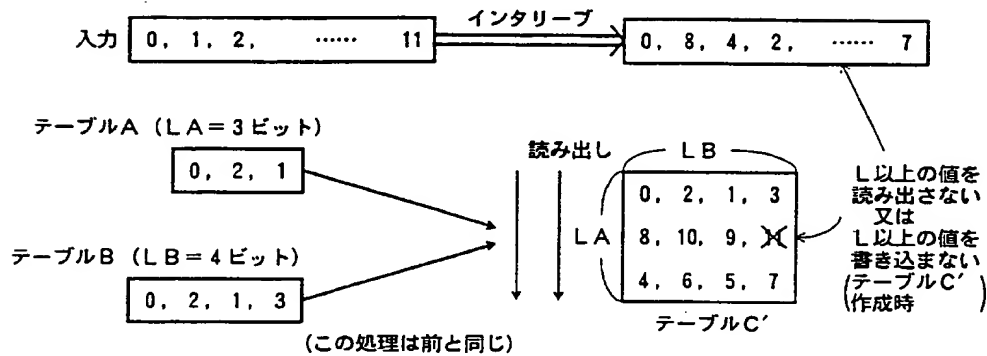 インタリーブ
入力
0, 1, 2, …… 11
0, 8, 4, 2, …… 7
テーブルA (LA=3ビット)
0, 2, 1
読み出し
LB
LA
0, 2, 1, 3
8, 10, 9, 11
4, 6, 5, 7
テーブルC′
L以上の値を
読み出さない
又は
L以上の値を
書き込まない
(テーブルC′
作成時)
テーブルB (LB=4ビット)
0, 2, 1, 3
(この処理は前と同じ)